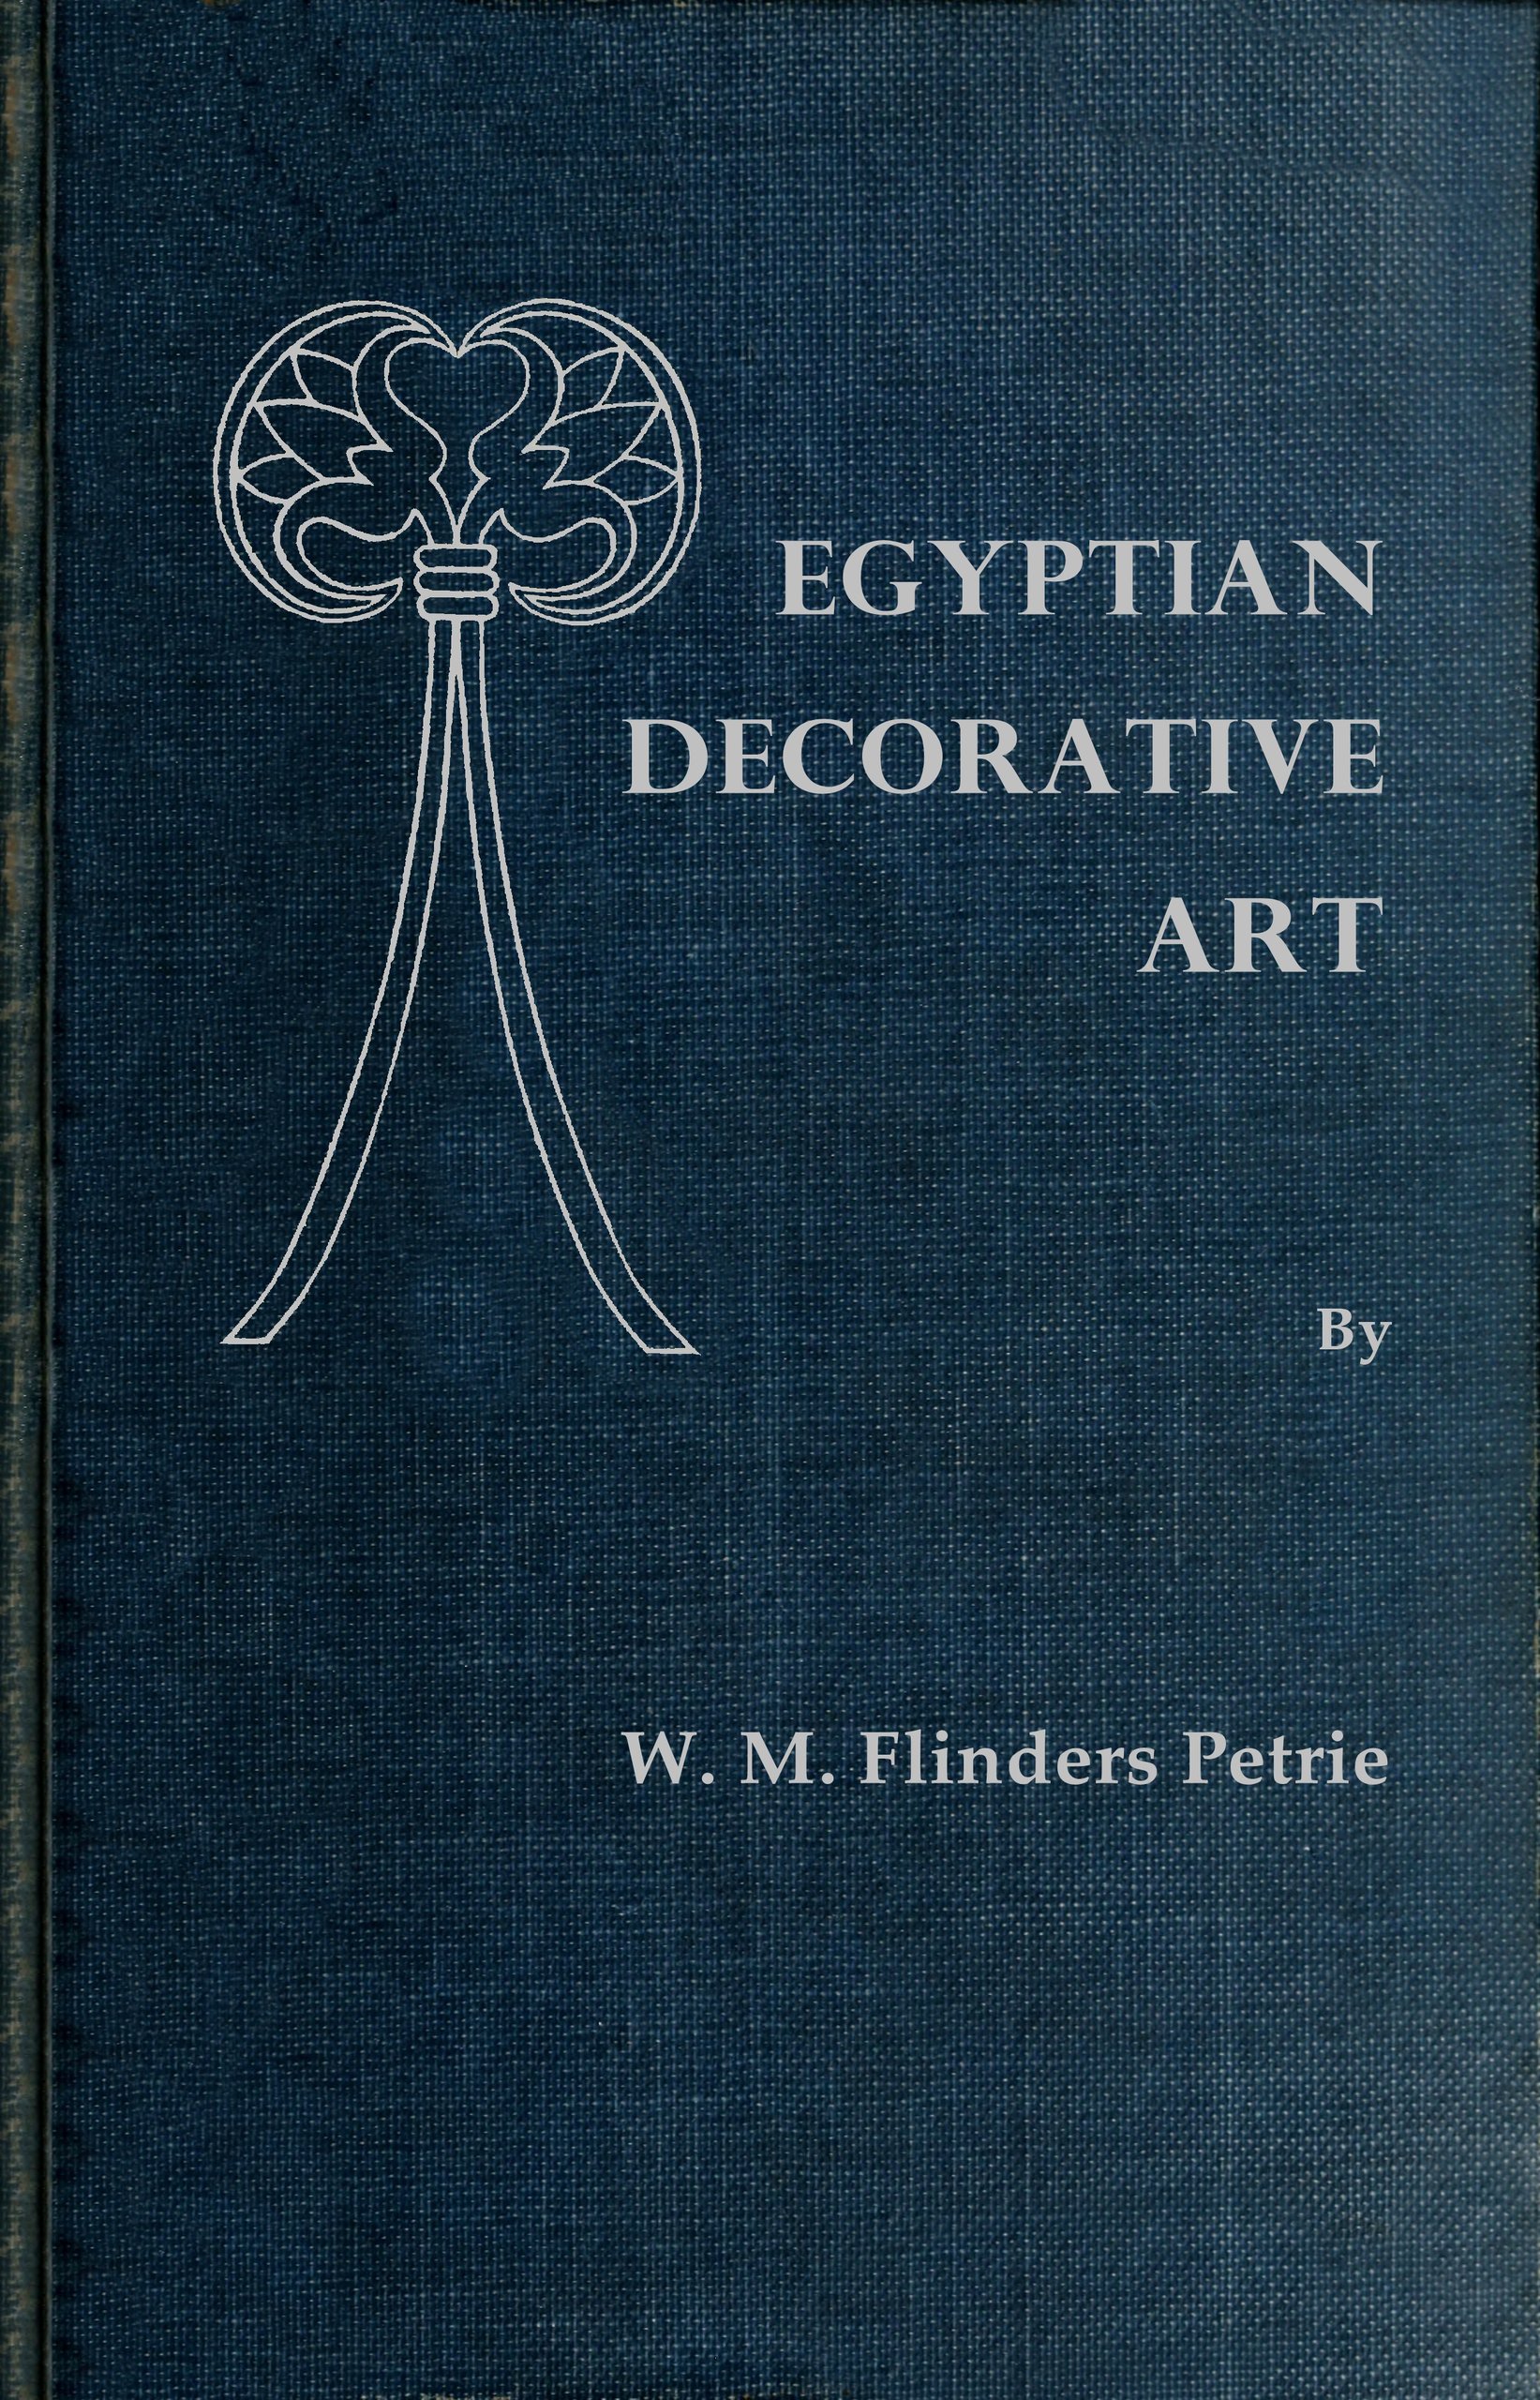 EGYPTIAN
DECORATIVE
ART
By
W. M. Flinders Petrie